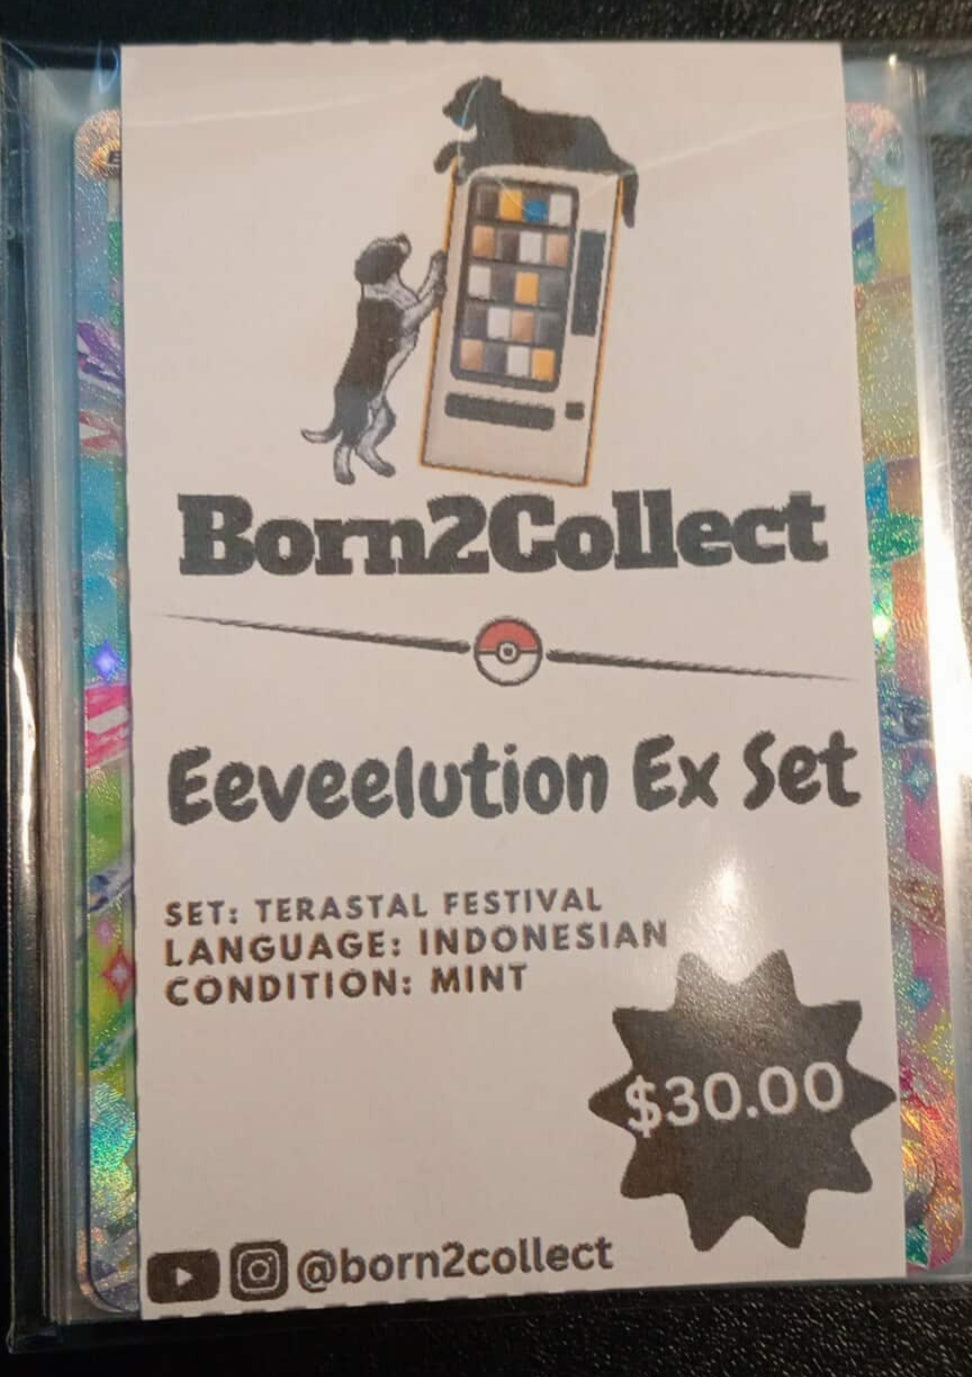 Born2Collect
Eeveelution Ex Set
SET: TERASTAL FESTIVAL
LANGUAGE: INDONESIAN
CONDITION: MINT
$30.00
@born2collect